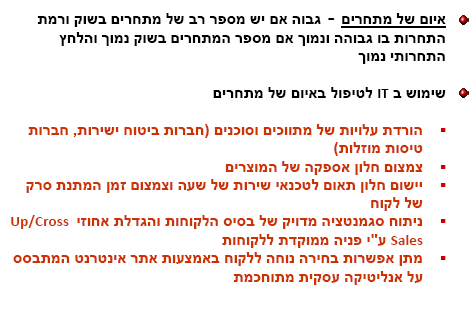 איום של מתחרים – גבוה אם יש מספר רב של מתחרים בשוק ורמת
התחרות בו גבוהה ונמוך אם מספר המתחרים בשוק נמוך והלחץ
התחרותי נמוך
שימוש ב IT לטיפול באיום של מתחרים
הורדת עלויות של מתווכים וסוכנים (חברות ביטוח ישירות, חברות
טיסות מוזלות)
צמצום חלון אספקה של המוצרים
יישום חלון תאום לטכנאי שירות של שעה וצמצום זמן המתנת סרק
של לקוח
ניתוח סגמנטציה מדויק של בסיס הלקוחות והגדלת אחוזי Up/Cross
Sales ע"י פניה ממוקדת ללקוחות
מתן אפשרות בחירה נוחה ללקוח באמצעות אתר אינטרנט המתבסס
על אנליטיקה עסקית מתוחכמת